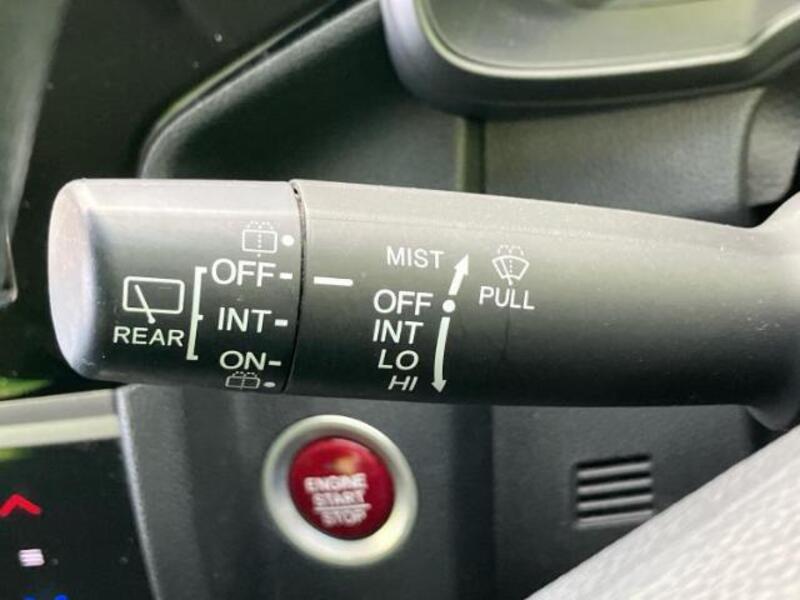 REAR
OFF
INT
ON
MIST
OFF
INT
LO
HI
PULL
ENGINE
START
STOP